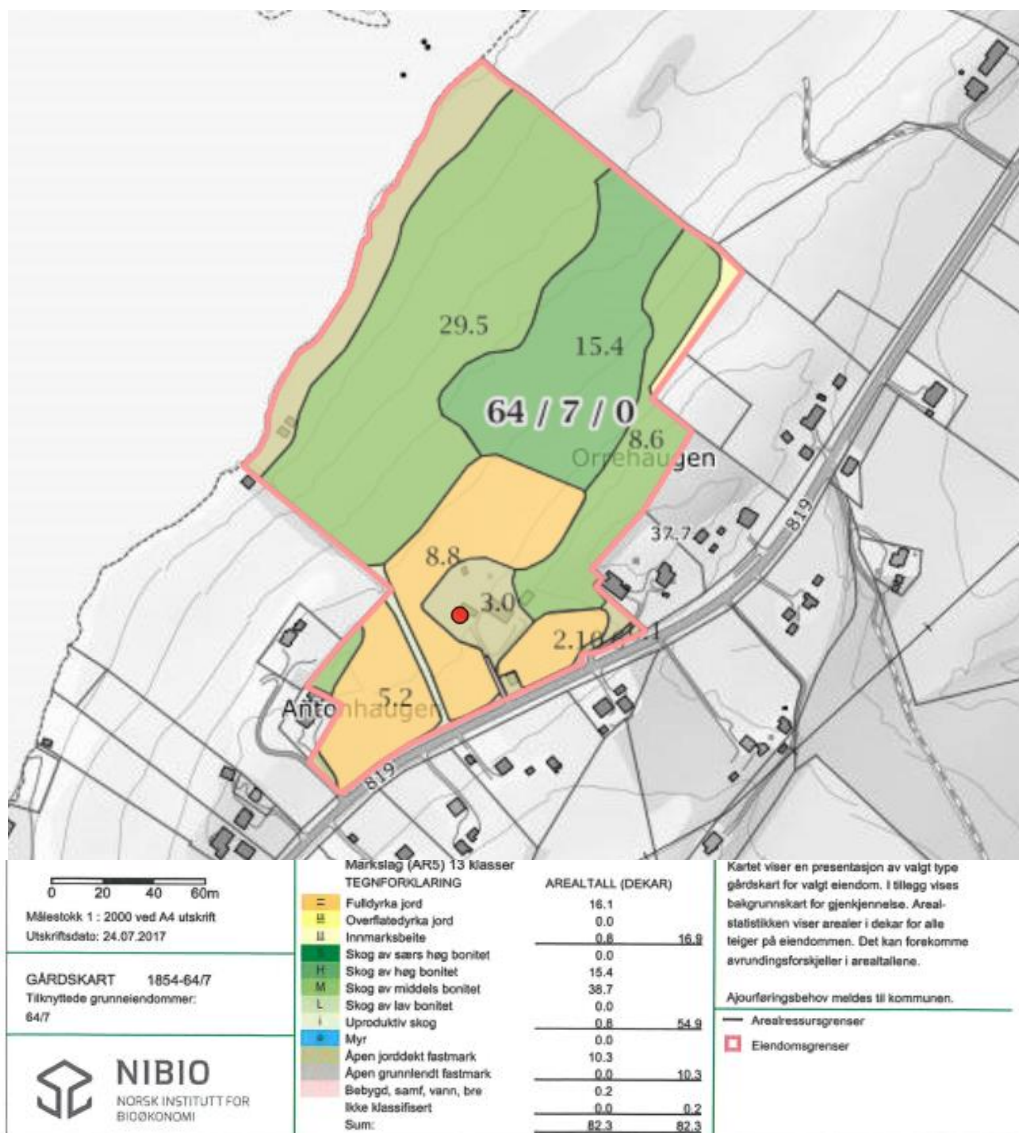 29.5
15.4
64 / 7 / 0
8.6
Orrehaugen
819
37.7
8.8
3.0
2.10
5.2
Antonhaugen
819
0 20 40 60m
Målestokk 1 : 2000 ved A4 utskrift
Utskriftsdato: 24.07.2017
GÅRDSKART 1854-64/7
Tilknyttede grunneiendommer:
64/7
NIBIO
NORSK INSTITUTT FOR
BIOØKONOMI
Markslag (AR5) 13 klasser
TEGNFORKLARING AREALTALL (DEKAR)
Fulldyrka jord 16.1
Overflatedyrka jord 0.0
Innmarksbeite 0.8 16.9
Skog av særs høg bonitet
H Skog av høg bonitet 15.4
M Skog av middels bonitet 38.7
L Skog av lav bonitet 0.0
i Uproduktiv skog 0.8 54.9
Myr 0.0
Åpen jorddekt fastmark 10.3
Åpen grunnlendt fastmark 0.0 10.3
Bebygd, samf, vann, bre 0.2
Ikke klassifisert 0.0 0.2
Sum: 82.3 82.3
Kartet viser en presentasjon av valgt type
gårdskart for valgt eiendom. I tillegg vises
bakgrunnskart for gjenkjennelse. Areal-
statistikken viser arealer i dekar for alle
teiger på eiendommen. Det kan forekomme
avrundingsforskjeller i arealtallene.
Ajourføringsbehov meldes til kommunen.
Arealressursgrenser
Eiendomsgrenser